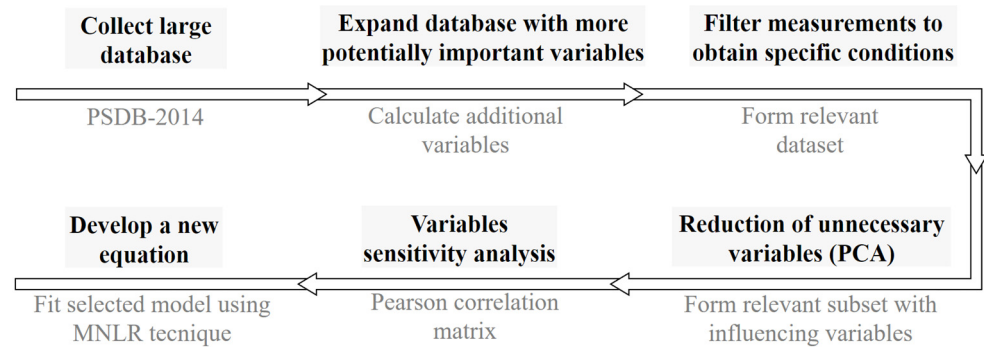 Collect large
database
PSDB-2014
Expand database with more
potentially important variables
Calculate additional
variables
Filter measurements to
obtain specific conditions
Form relevant
dataset
Reduction of unnecessary
variables (PCA)
Form relevant subset with
influencing variables
Variables
sensitivity analysis
Pearson correlation
matrix
Develop a new
equation
Fit selected model using
MNLR tecnique